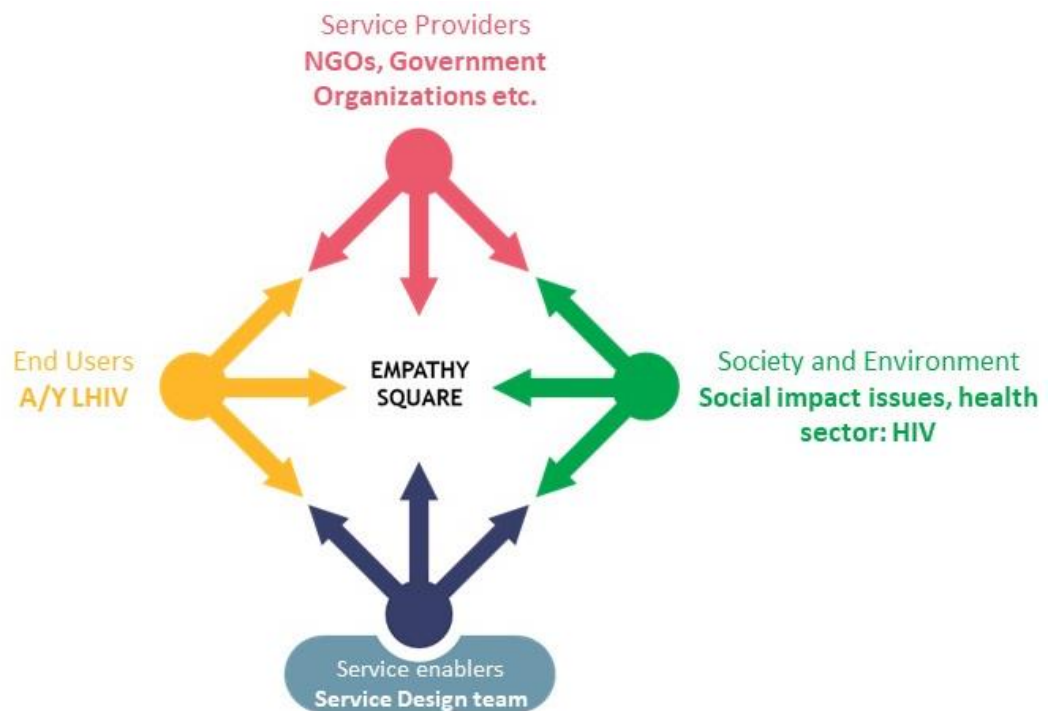 Service Providers
NGOs, Government
Organizations etc.
End Users
A/Y LHIV
EMPATHY
SQUARE
Society and Environment
Social impact issues, health
sector: HIV
Service enablers
Service Design team